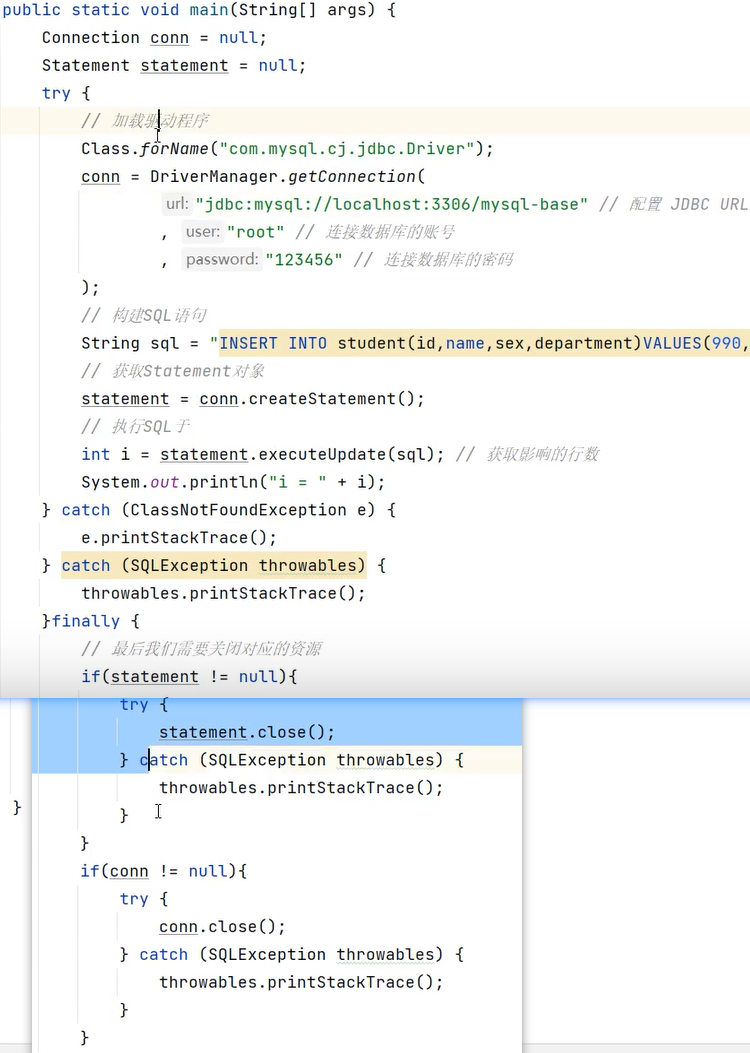 public static void main(String[] args) {
Connection conn = null;
Statement statement = null;
try {
// 加载驱动程序
Class.forName("com.mysql.cj.jdbc.Driver");
conn = DriverManager.getConnection(
url: "jdbc:mysql://localhost:3306/mysql-base" // 配置 JDBC URL
, user: "root" // 连接数据库的账号
, password: "123456" // 连接数据库的密码
);
// 构建SQL语句
String sql = "INSERT INTO student(id,name,sex,department)VALUES(990,
// 获取Statement对象
statement = conn.createStatement();
// 执行SQL于
int i = statement.executeUpdate(sql); // 获取影响的行数
System.out.println("i = " + i);
} catch (ClassNotFoundException e) {
e.printStackTrace();
} catch (SQLException throwables) {
throwables.printStackTrace();
}finally {
// 最后我们需要关闭对应的资源
if(statement != null){
try {
statement.close();
} catch (SQLException throwables) {
throwables.printStackTrace();
}
}
}
if(conn != null){
try {
conn.close();
} catch (SQLException throwables) {
throwables.printStackTrace();
}
}